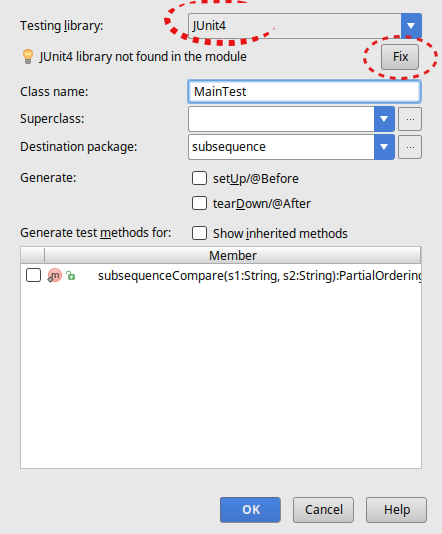 Testing library: JUnit4
JUnit4 library not found in the module Fix
Class name: MainTest
Superclass: ...
Destination package: subsequence ...
Generate: setUp/@Before
tearDown/@After
Generate test methods for: Show inherited methods
Member
m subsequenceCompare(s1:String, s2:String):PartialOrdering
OK Cancel Help